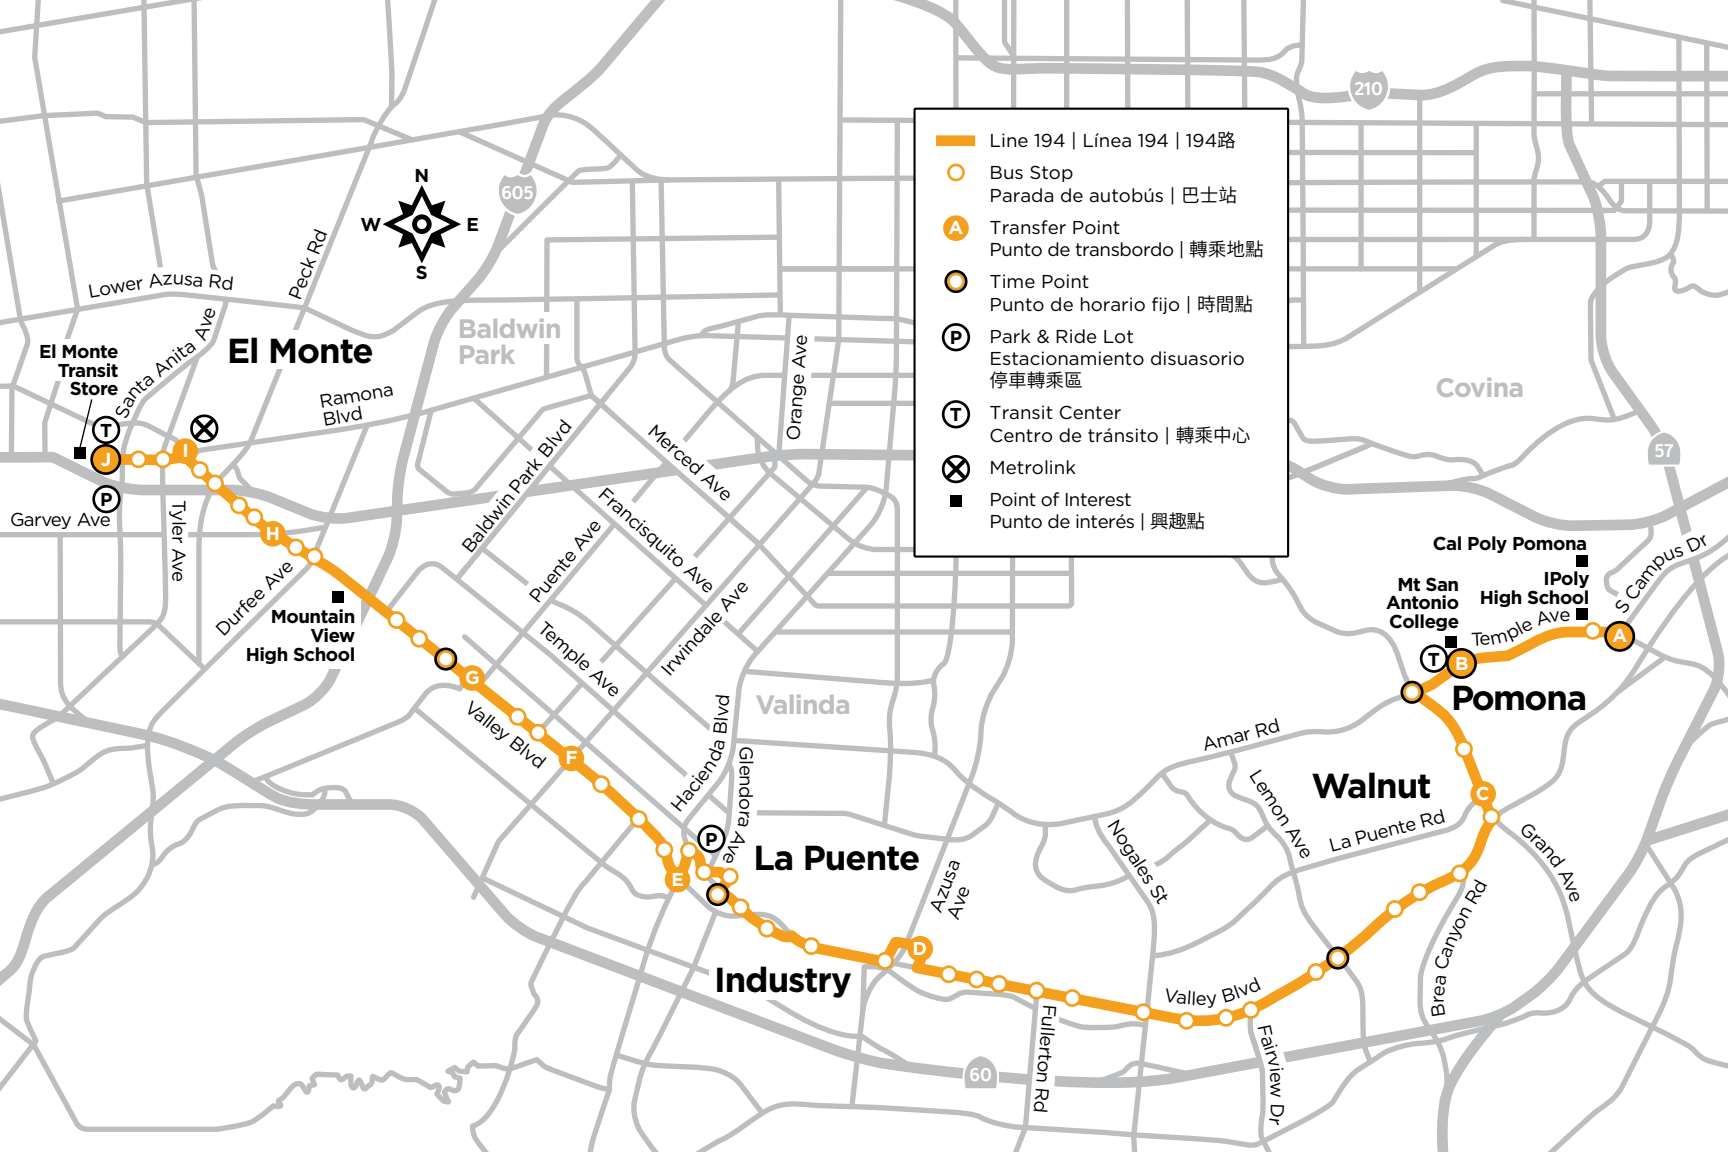 210
Line 194 | Línea 194 | 194路
Bus Stop
Parada de autobús | 巴士站
A
Transfer Point
Punto de transbordo | 轉乘地點
Time Point
Punto de horario fijo | 時間點
P
Park & Ride Lot
Estacionamiento disuasorio
停車轉乘區
T
Transit Center
Centro de tránsito | 轉乘中心
Metrolink
Point of Interest
Punto de interés | 興趣點
N
W
E
S
605
Lower Azusa Rd
Peck Rd
Santa Anita Ave
El Monte
El Monte
Transit
Store
Baldwin
Park
Ramona
Blvd
Orange Ave
Covina
T
J
I
P
Garvey Ave
Tyler Ave
H
Durfee Ave
Mountain
View
High School
Baldwin Park Blvd
Merced Ave
Francisquito Ave
Puente Ave
Irwindale Ave
Temple Ave
G
Valley Blvd
F
Hacienda Blvd
Glendora Ave
Valinda
P
E
La Puente
Industry
D
Azusa
Ave
57
Cal Poly Pomona
IPoly
High School
Mt San
Antonio
College
S Campus Dr
Temple Ave
A
T
B
Pomona
Amar Rd
Walnut
C
Lemon Ave
La Puente Rd
Grand Ave
Nogales St
Brea Canyon Rd
Valley Blvd
Fullerton Rd
Fairview Dr
60